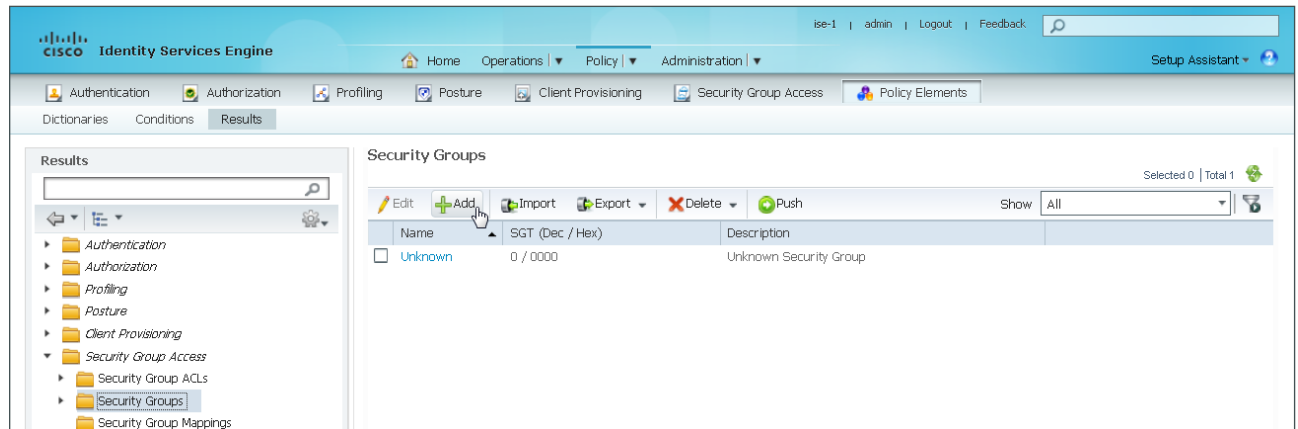 ise-1 | admin | Logout | Feedback
cisco Identity Services Engine
Home Operations | Policy | Administration | Setup Assistant
Authentication Authorization Profiling Posture Client Provisioning Security Group Access Policy Elements
Dictionaries Conditions Results
Results
Security Groups
Selected 0 | Total 1
Edit Add Import Export Delete Push Show All
Name SGT (Dec / Hex) Description
Unknown 0 / 0000 Unknown Security Group
Authentication
Authorization
Profiling
Posture
Client Provisioning
Security Group Access
Security Group ACLs
Security Groups
Security Group Mappings